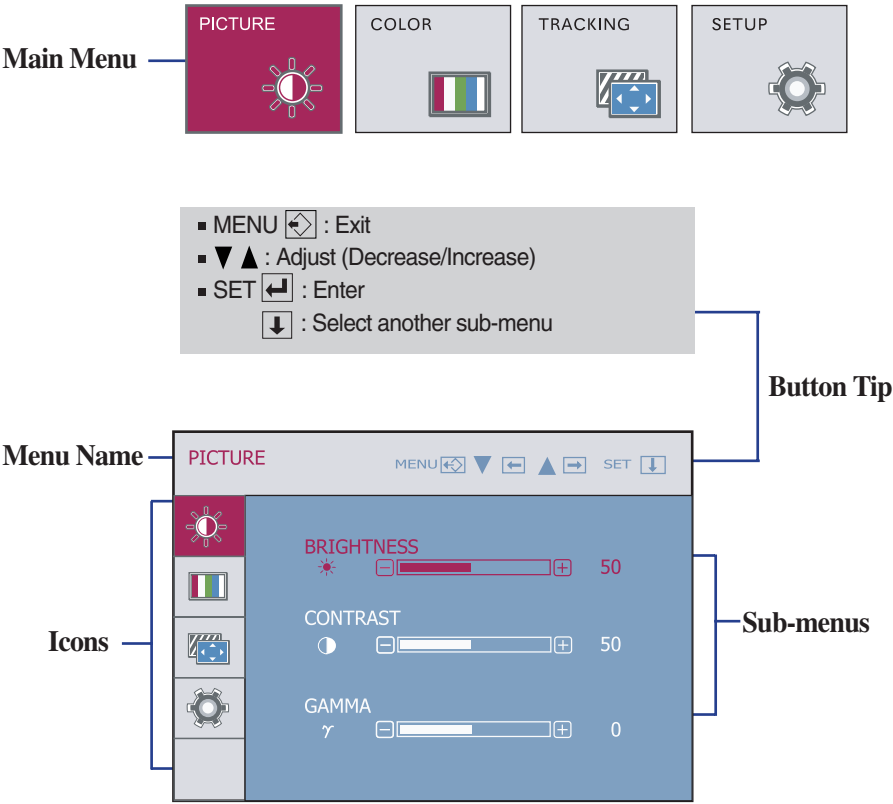 PICTURE COLOR TRACKING SETUP
Main Menu
MENU : Exit
▼ ▲ : Adjust (Decrease/Increase)
SET : Enter
: Select another sub-menu
Button Tip
Menu Name
PICTURE MENU ▼ ▲ SET
BRIGHTNESS
50
CONTRAST
50
GAMMA
γ 0
Icons
Sub-menus